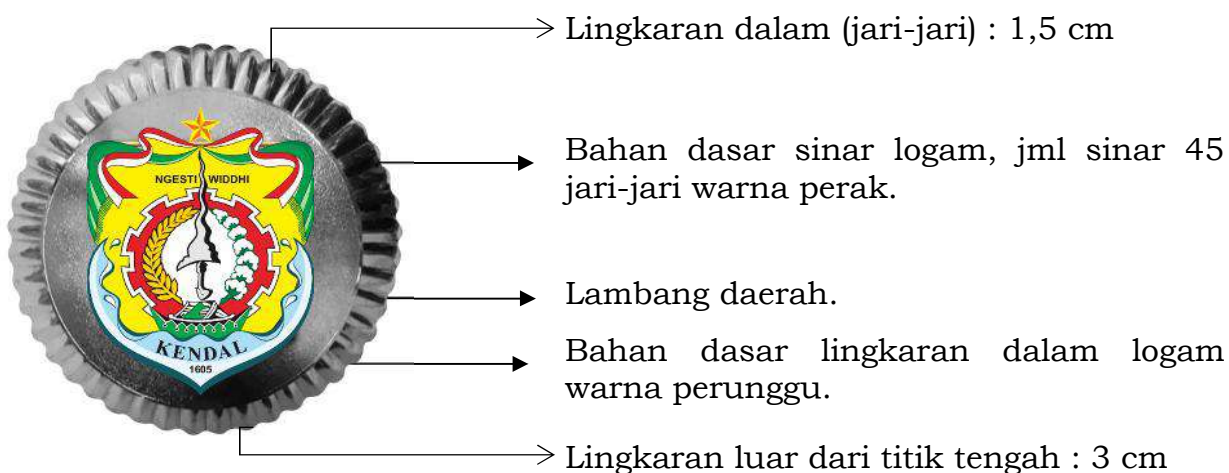 Lingkaran dalam (jari-jari) : 1,5 cm
Bahan dasar sinar logam, jml sinar 45
jari-jari warna perak.
NGESTI WIDDHI
Lambang daerah.
Bahan dasar lingkaran dalam logam
warna perunggu.
KENDAL
1605
Lingkaran luar dari titik tengah : 3 cm